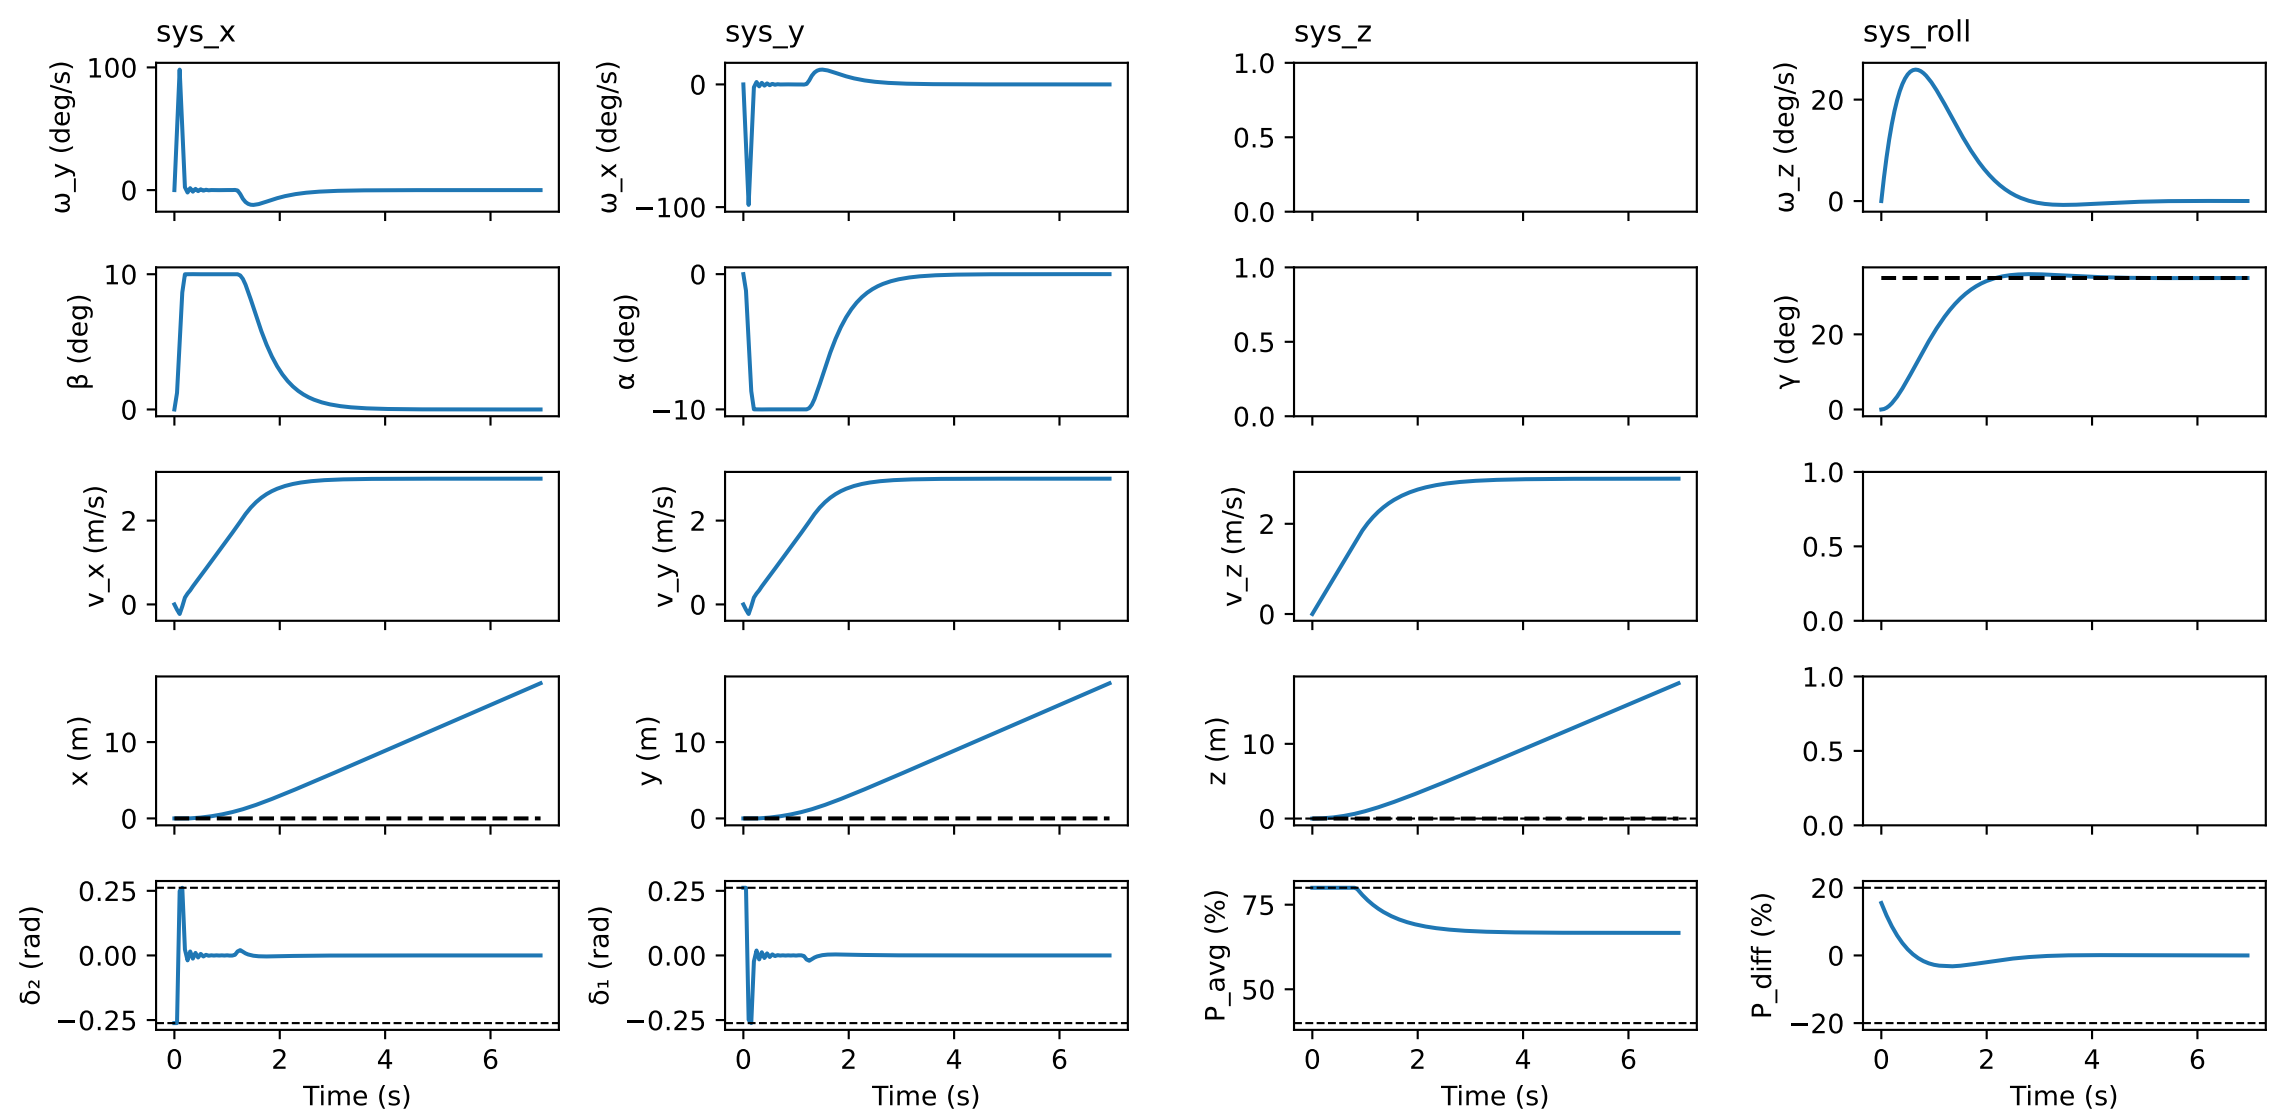 sys_x
sys_y
sys_z
sys_roll
ω_y (deg/s)
100
0
ω_x (deg/s)
0
−100
1.0
0.5
0.0
ω_z (deg/s)
20
0
β (deg)
10
0
α (deg)
0
−10
1.0
0.5
0.0
γ (deg)
20
0
v_x (m/s)
2
0
v_y (m/s)
2
0
v_z (m/s)
2
0
1.0
0.5
0.0
x (m)
10
0
y (m)
10
0
z (m)
10
0
1.0
0.5
0.0
δ₂ (rad)
0.25
0.00
−0.25
0 2 4 6
Time (s)
δ₁ (rad)
0.25
0.00
−0.25
0 2 4 6
Time (s)
P_avg (%)
75
50
0 2 4 6
Time (s)
P_diff (%)
20
0
−20
0 2 4 6
Time (s)